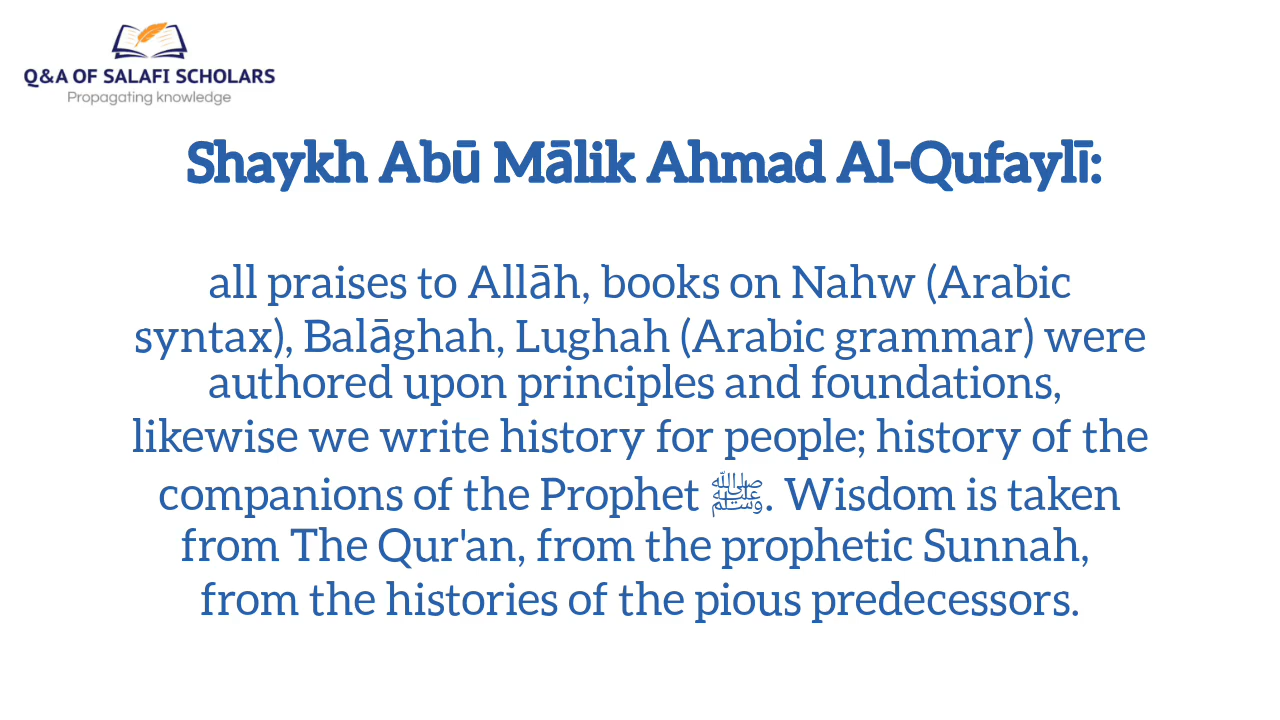 Q&A OF SALAFI SCHOLARS
Propagating knowledge
Shaykh Abū Mālik Ahmad Al-Qufaylī:
all praises to Allāh, books on Nahw (Arabic
syntax), Balāghah, Lughah (Arabic grammar) were
authored upon principles and foundations,
likewise we write history for people; history of the
companions of the Prophet ﷺ. Wisdom is taken
from The Qur'an, from the prophetic Sunnah,
from the histories of the pious predecessors.